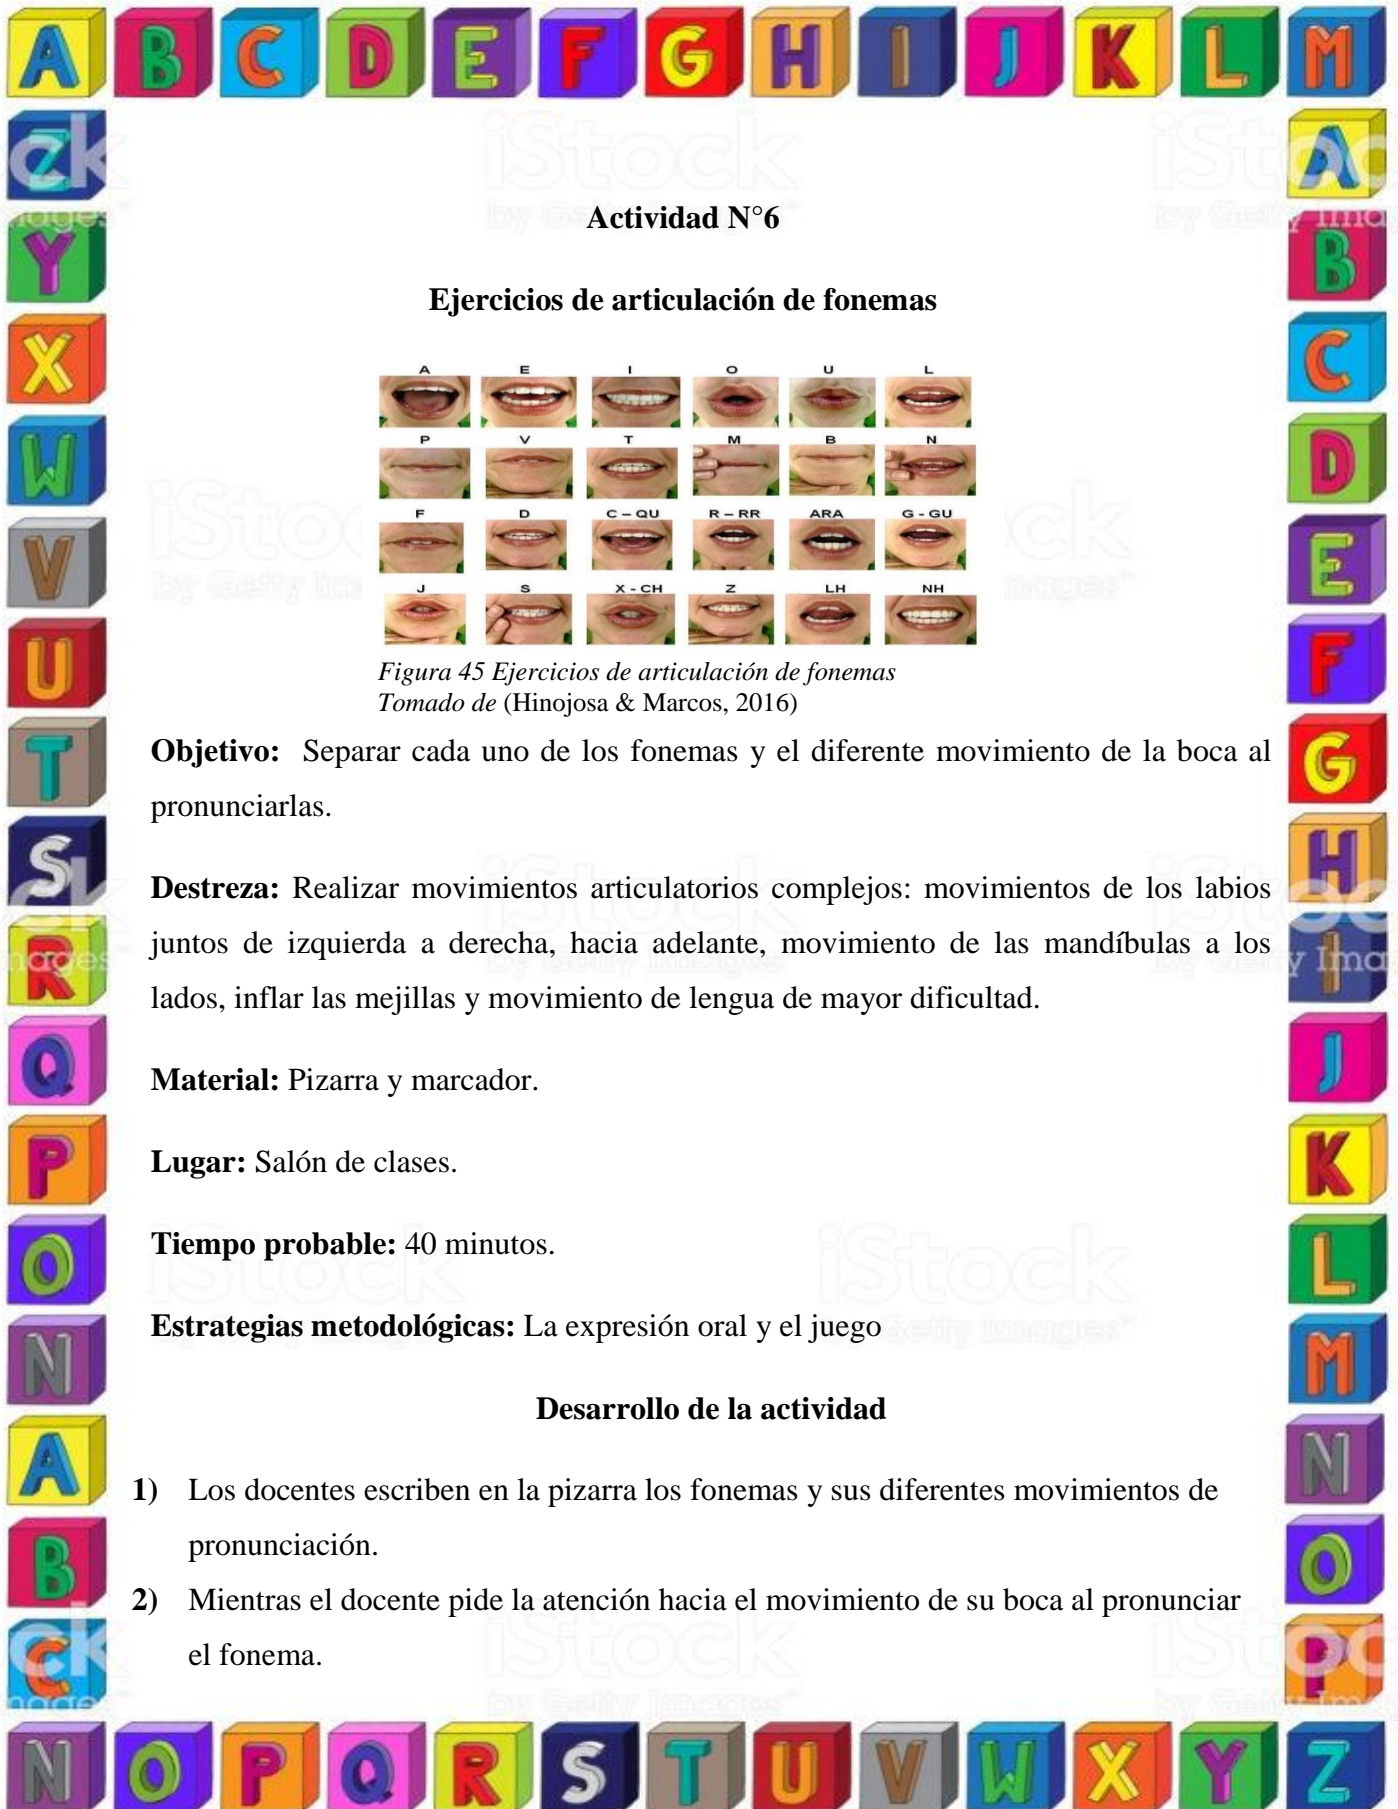 A B C D E F G H I J K L M
Z A
Y B
X C
W D
V E
U F
T G
S H
R I
Q J
P K
O L
N M
A N
B O
C P
N O P Q R S T U V W X Y Z
Actividad N°6
Ejercicios de articulación de fonemas
A E I O U L
P V T M B N
F D C – QU R – RR ARA G - GU
J S X - CH Z LH NH
Figura 45 Ejercicios de articulación de fonemas
Tomado de (Hinojosa & Marcos, 2016)
Objetivo: Separar cada uno de los fonemas y el diferente movimiento de la boca al
pronunciarlas.
Destreza: Realizar movimientos articulatorios complejos: movimientos de los labios
juntos de izquierda a derecha, hacia adelante, movimiento de las mandíbulas a los
lados, inflar las mejillas y movimiento de lengua de mayor dificultad.
Material: Pizarra y marcador.
Lugar: Salón de clases.
Tiempo probable: 40 minutos.
Estrategias metodológicas: La expresión oral y el juego
Desarrollo de la actividad
1) Los docentes escriben en la pizarra los fonemas y sus diferentes movimientos de
pronunciación.
2) Mientras el docente pide la atención hacia el movimiento de su boca al pronunciar
el fonema.
iStock
by Getty Images